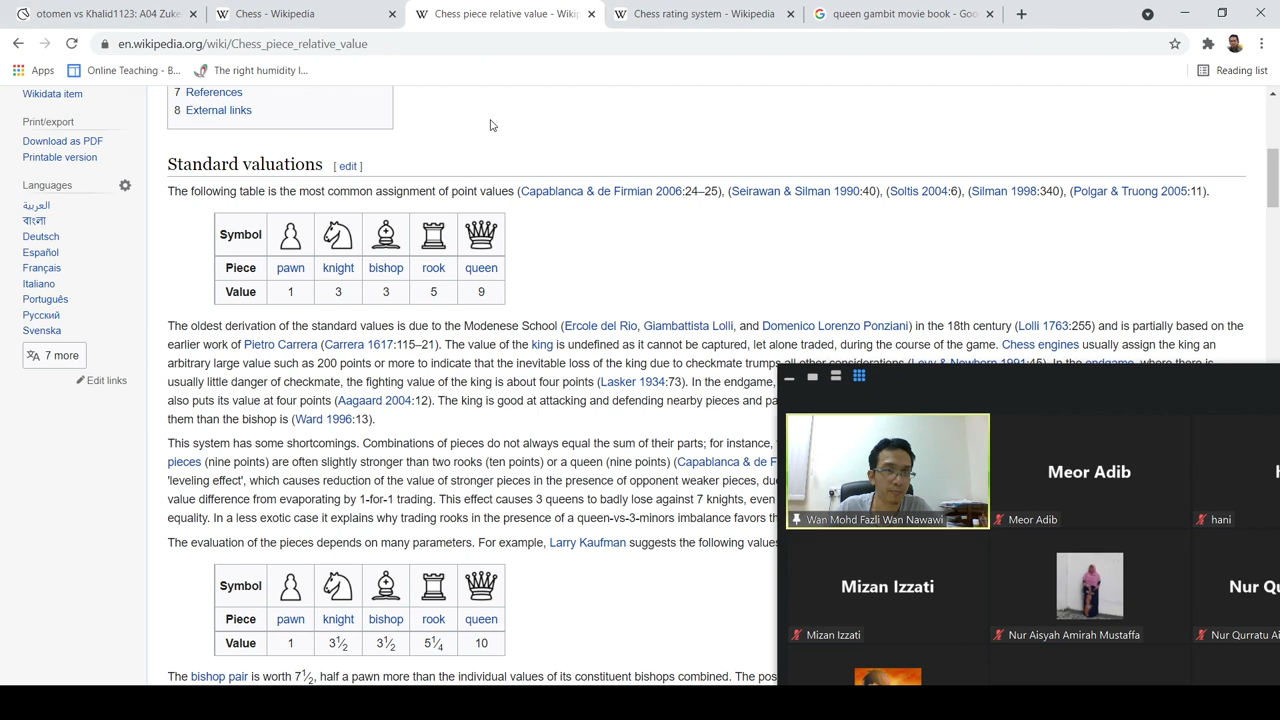 otomen vs Khalid1123: A04 Zuke
Chess - Wikipedia
Chess piece relative value - Wiki
Chess rating system - Wikipedia
queen gambit movie book - Goo
en.wikipedia.org/wiki/Chess_piece_relative_value
Apps
Online Teaching - B...
The right humidity l...
Reading list
Wikidata item
Print/export
Download as PDF
Printable version
Languages
العربية
বাংলা
Deutsch
Español
Français
Italiano
Português
Русский
Svenska
7 more
Edit links
7 References
8 External links
Standard valuations [ edit ]
The following table is the most common assignment of point values (Capablanca & de Firmian 2006:24–25), (Seirawan & Silman 1990:40), (Soltis 2004:6), (Silman 1998:340), (Polgar & Truong 2005:11).
Symbol
Piece pawn knight bishop rook queen
Value 1 3 3 5 9
The oldest derivation of the standard values is due to the Modenese School (Ercole del Rio, Giambattista Lolli, and Domenico Lorenzo Ponziani) in the 18th century (Lolli 1763:255) and is partially based on the
earlier work of Pietro Carrera (Carrera 1617:115–21). The value of the king is undefined as it cannot be captured, let alone traded, during the course of the game. Chess engines usually assign the king an
arbitrary large value such as 200 points or more to indicate that the inevitable loss of the king due to checkmate trumps all other considerations (Levy & Newborn 1991:45). In the endgame, where there is
usually little danger of checkmate, the fighting value of the king is about four points (Lasker 1934:73). In the endgame,
also puts its value at four points (Aagaard 2004:12). The king is good at attacking and defending nearby pieces and pa
them than the bishop is (Ward 1996:13).
This system has some shortcomings. Combinations of pieces do not always equal the sum of their parts; for instance,
pieces (nine points) are often slightly stronger than two rooks (ten points) or a queen (nine points) (Capablanca & de F
'leveling effect', which causes reduction of the value of stronger pieces in the presence of opponent weaker pieces, du
value difference from evaporating by 1-for-1 trading. This effect causes 3 queens to badly lose against 7 knights, even
equality. In a less exotic case it explains why trading rooks in the presence of a queen-vs-3-minors imbalance favors th
The evaluation of the pieces depends on many parameters. For example, Larry Kaufman suggests the following values
Symbol
Piece pawn knight bishop rook queen
Value 1 3½ 3½ 5¼ 10
The bishop pair is worth 7½, half a pawn more than the individual values of its constituent bishops combined. The pos
Wan Mohd Fazli Wan Nawawi
Meor Adib
Meor Adib
h
hani
Mizan Izzati
Mizan Izzati
Nur Aisyah Amirah Mustaffa
Nur Qu
Nur Qurratu Ai